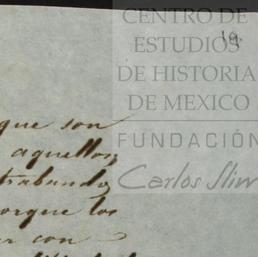 CENTRO DE
ESTUDIOS
DE HISTORIA
DE MEXICO
FUNDACIÓN
Carlos Slim
19.
que son
aquellos,
trabando,
porque los
con